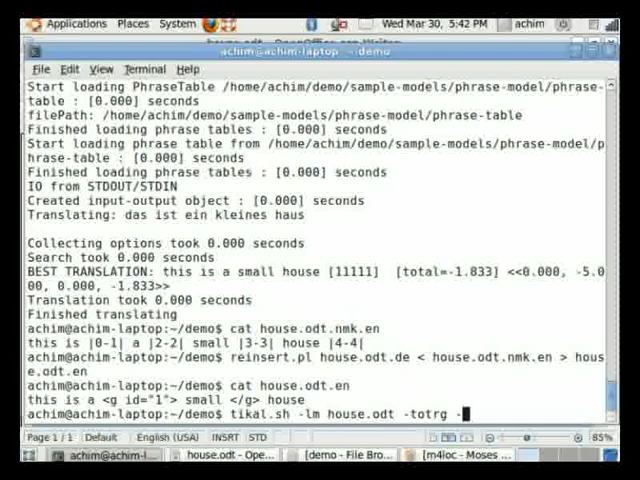 Applications Places System Wed Mar 30, 5:42 PM achim
achim@achim-laptop: ~/demo
File Edit View Terminal Help
Start loading PhraseTable /home/achim/demo/sample-models/phrase-model/phrase-
table : [0.000] seconds
filePath: /home/achim/demo/sample-models/phrase-model/phrase-table
Finished loading phrase tables : [0.000] seconds
Start loading phrase table from /home/achim/demo/sample-models/phrase-model/p
hrase-table : [0.000] seconds
Finished loading phrase tables : [0.000] seconds
IO from STDOUT/STDIN
Created input-output object : [0.000] seconds
Translating: das ist ein kleines haus
Collecting options took 0.000 seconds
Search took 0.000 seconds
BEST TRANSLATION: this is a small house [11111]  [total=-1.833] <<0.000, -5.0
00, 0.000, -1.833>>
Translation took 0.000 seconds
Finished translating
achim@achim-laptop:~/demo$ cat house.odt.nmk.en
this is |0-1| a |2-2| small |3-3| house |4-4|
achim@achim-laptop:~/demo$ reinsert.pl house.odt.de < house.odt.nmk.en > hous
e.odt.en
achim@achim-laptop:~/demo$ cat house.odt.en
this is a <g id="1"> small </g> house
achim@achim-laptop:~/demo$ tikal.sh -lm house.odt -totrg -
Page 1 / 1 Default English (USA) INSRT STD 85%
achim@achim-l... house.odt - Ope... [demo - File Bro... [m4loc - Moses ...